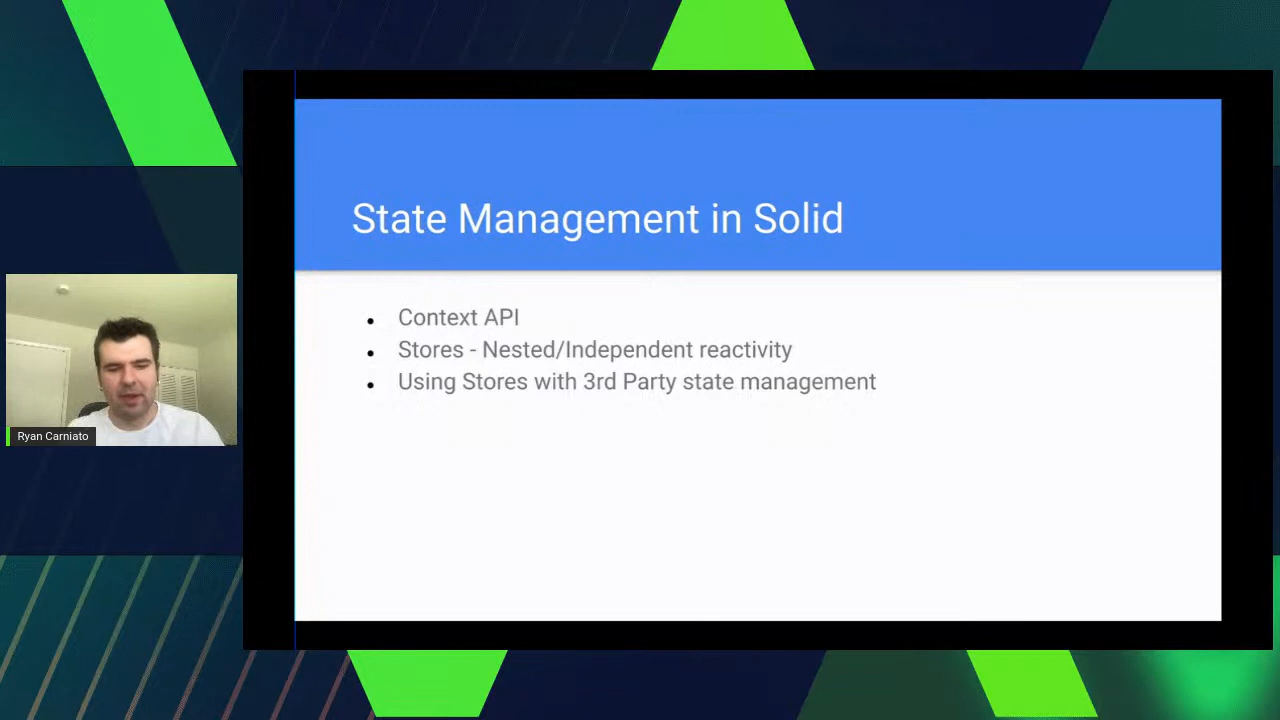 State Management in Solid
Context API
Stores - Nested/Independent reactivity
Using Stores with 3rd Party state management
Ryan Carniato